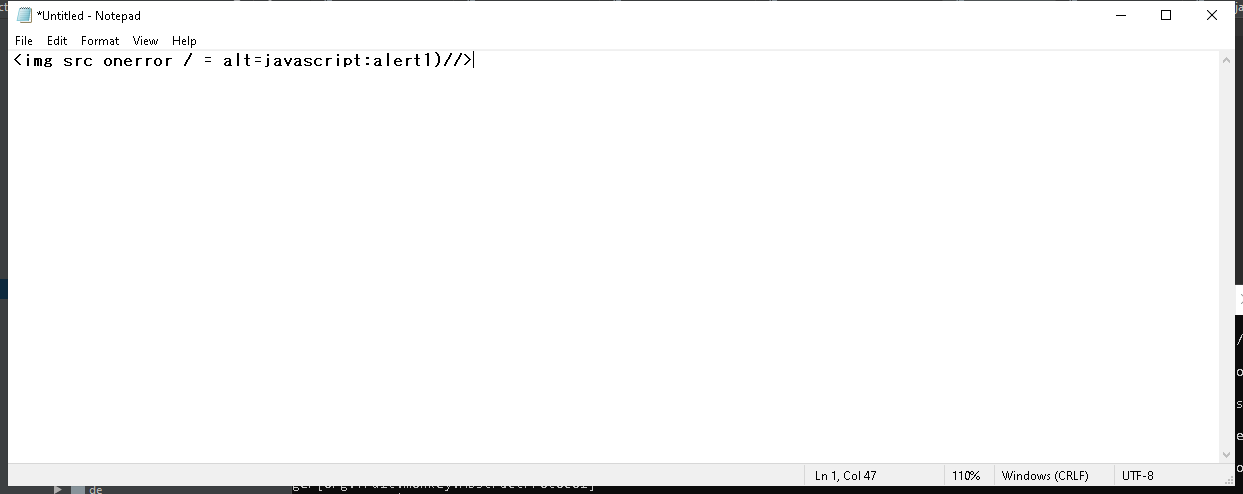 *Untitled - Notepad
File Edit Format View Help
<img src onerror / = alt=javascript:alert1)//>
Ln 1, Col 47 110% Windows (CRLF) UTF-8
de